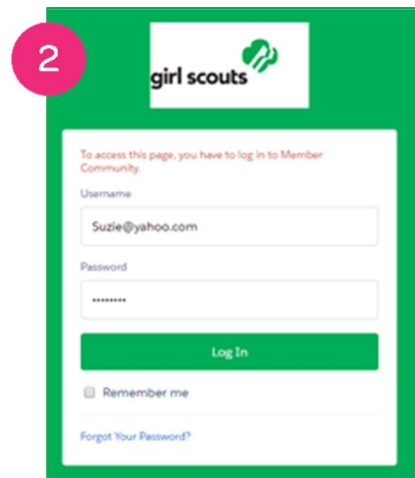 2
girl scouts
To access this page, you have to log in to Member
Community.
Username
Suzie@yahoo.com
Password
••••••••
Log In
Remember me
Forgot Your Password?